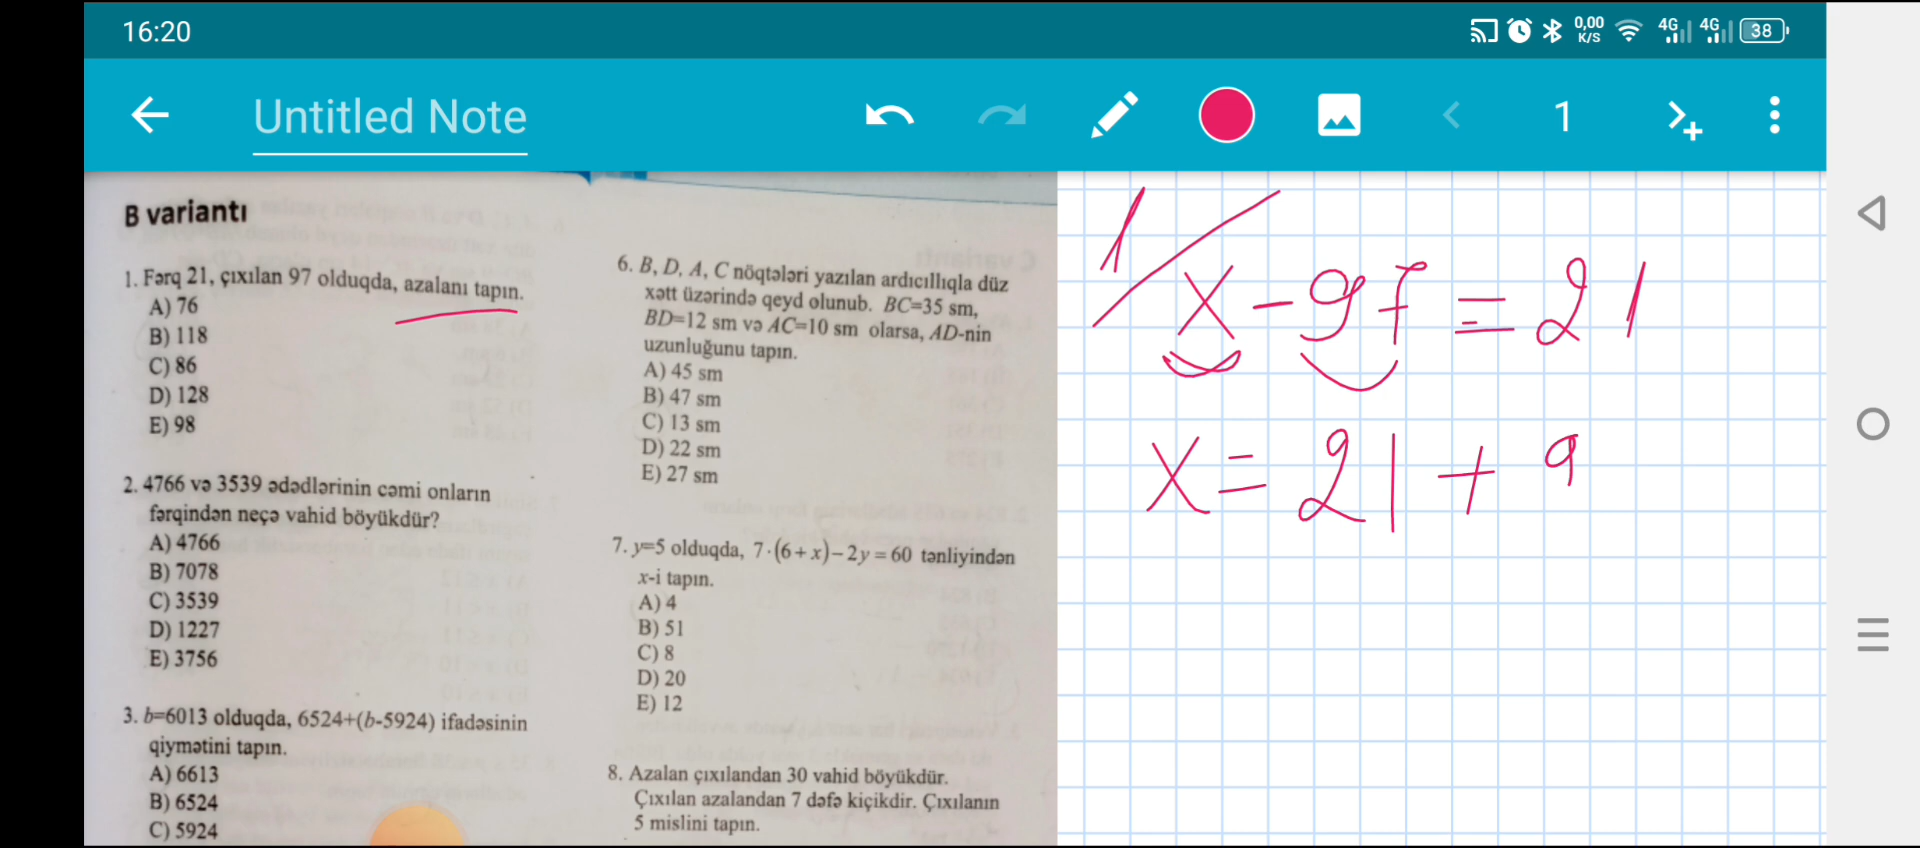 16:20
0,00
K/S
4G
4G
38
Untitled Note
1
B variantı
1. Fərq 21, çıxılan 97 olduqda, azalanı tapın.
A) 76
B) 118
C) 86
D) 128
E) 98
2. 4766 və 3539 ədədlərinin cəmi onların
fərqindən neçə vahid böyükdür?
A) 4766
B) 7078
C) 3539
D) 1227
E) 3756
3. b=6013 olduqda, 6524+(b-5924) ifadəsinin
qiymətini tapın.
A) 6613
B) 6524
C) 5924
6. B, D, A, C nöqtələri yazılan ardıcıllıqla düz
xətt üzərində qeyd olunub. BC=35 sm,
BD=12 sm və AC=10 sm olarsa, AD-nin
uzunluğunu tapın.
A) 45 sm
B) 47 sm
C) 13 sm
D) 22 sm
E) 27 sm
7. y=5 olduqda, 7·(6+x)−2y=60 tənliyindən
x-i tapın.
A) 4
B) 51
C) 8
D) 20
E) 12
8. Azalan çıxılandan 30 vahid böyükdür.
Çıxılan azalandan 7 dəfə kiçikdir. Çıxılanın
5 mislini tapın.
1/
x - 97 = 21
x = 21 + 9